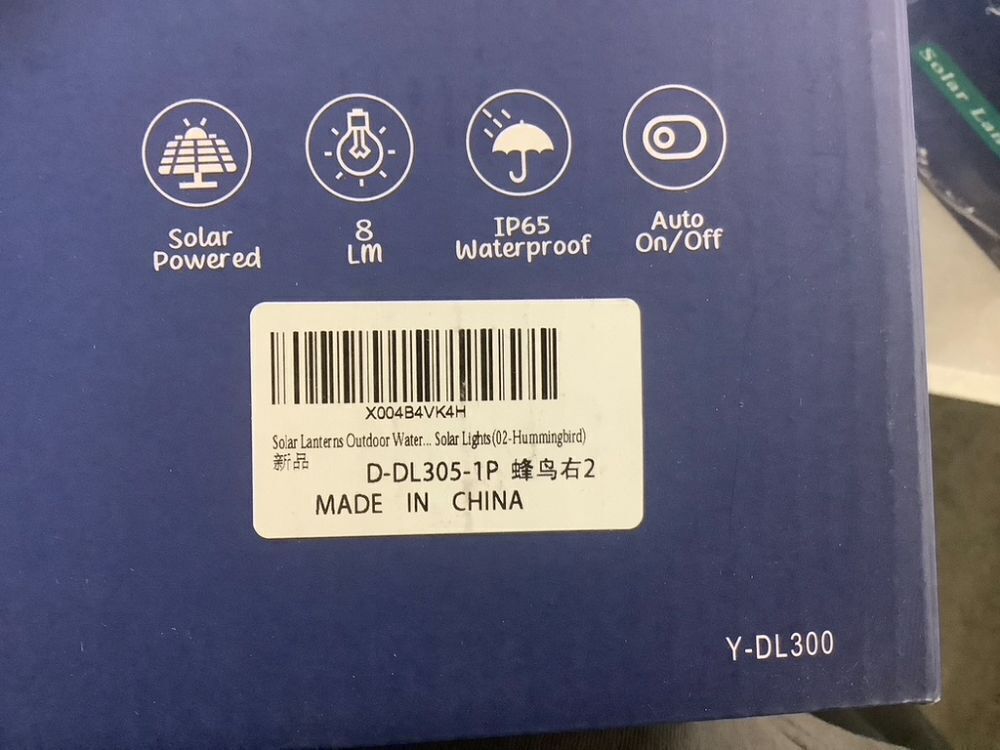 Solar Powered
8 Lm
IP65 Waterproof
Auto On/Off
X004B4VK4H
Solar Lanterns Outdoor Water... Solar Lights(02-Hummingbird)
新品
D-DL305-1P 蜂鸟右2
MADE IN CHINA
Y-DL300
Solar